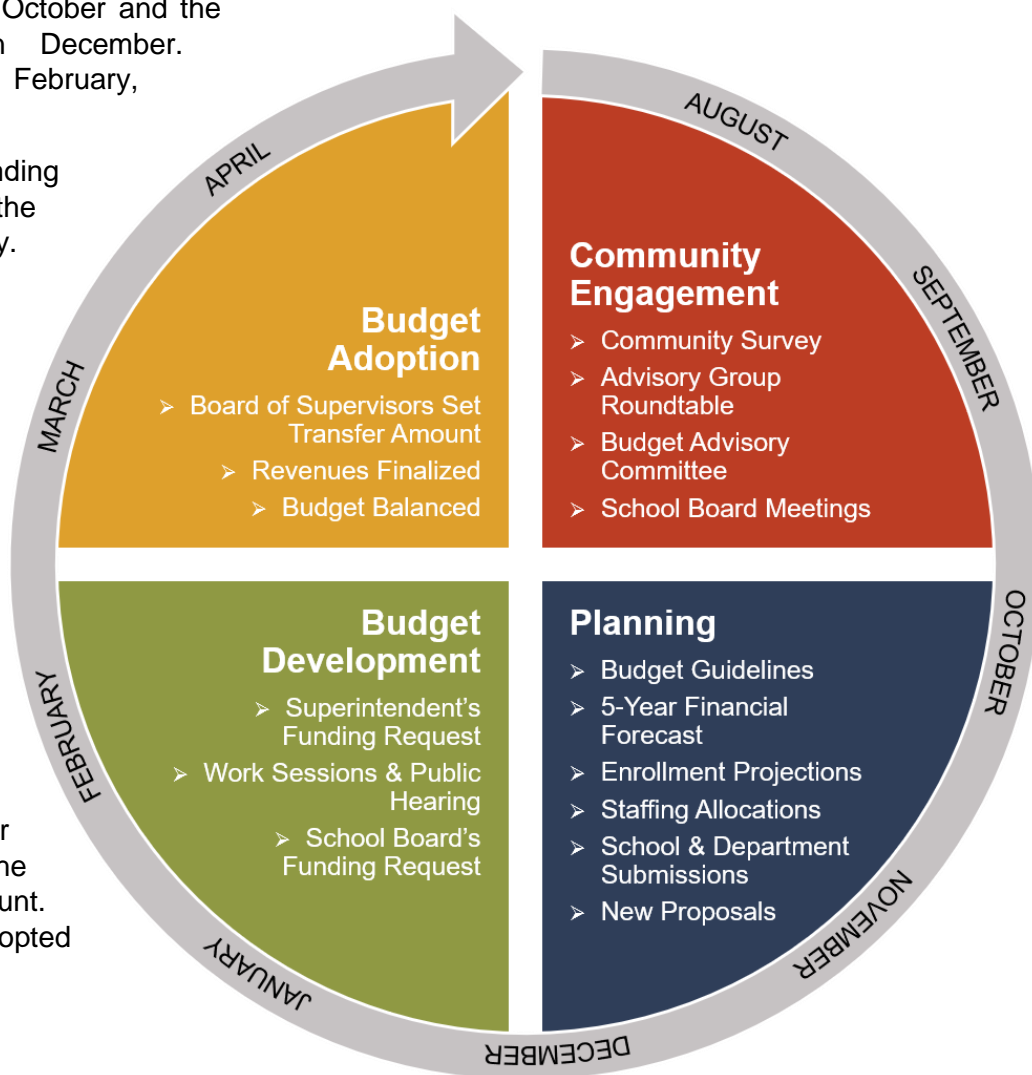 October and the
December.
February,
the
y.
r
unt.
opted
AUGUST
SEPTEMBER
OCTOBER
NOVEMBER
DECEMBER
JANUARY
FEBRUARY
MARCH
APRIL
Community
Engagement
➢ Community Survey
➢ Advisory Group
Roundtable
➢ Budget Advisory
Committee
➢ School Board Meetings
Planning
➢ Budget Guidelines
➢ 5-Year Financial
Forecast
➢ Enrollment Projections
➢ Staffing Allocations
➢ School & Department
Submissions
➢ New Proposals
Budget
Development
➢ Superintendent’s
Funding Request
➢ Work Sessions & Public
Hearing
➢ School Board’s
Funding Request
Budget
Adoption
➢ Board of Supervisors Set
Transfer Amount
➢ Revenues Finalized
➢ Budget Balanced